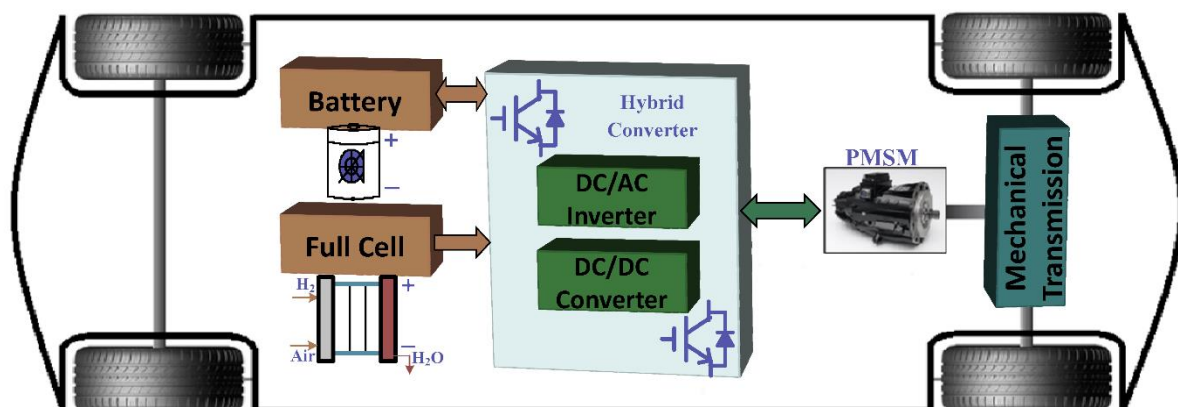 Battery
+
−
Full Cell
H₂
+
Air
−
H₂O
Hybrid
Converter
DC/AC
Inverter
DC/DC
Converter
PMSM
Mechanical
Transmission